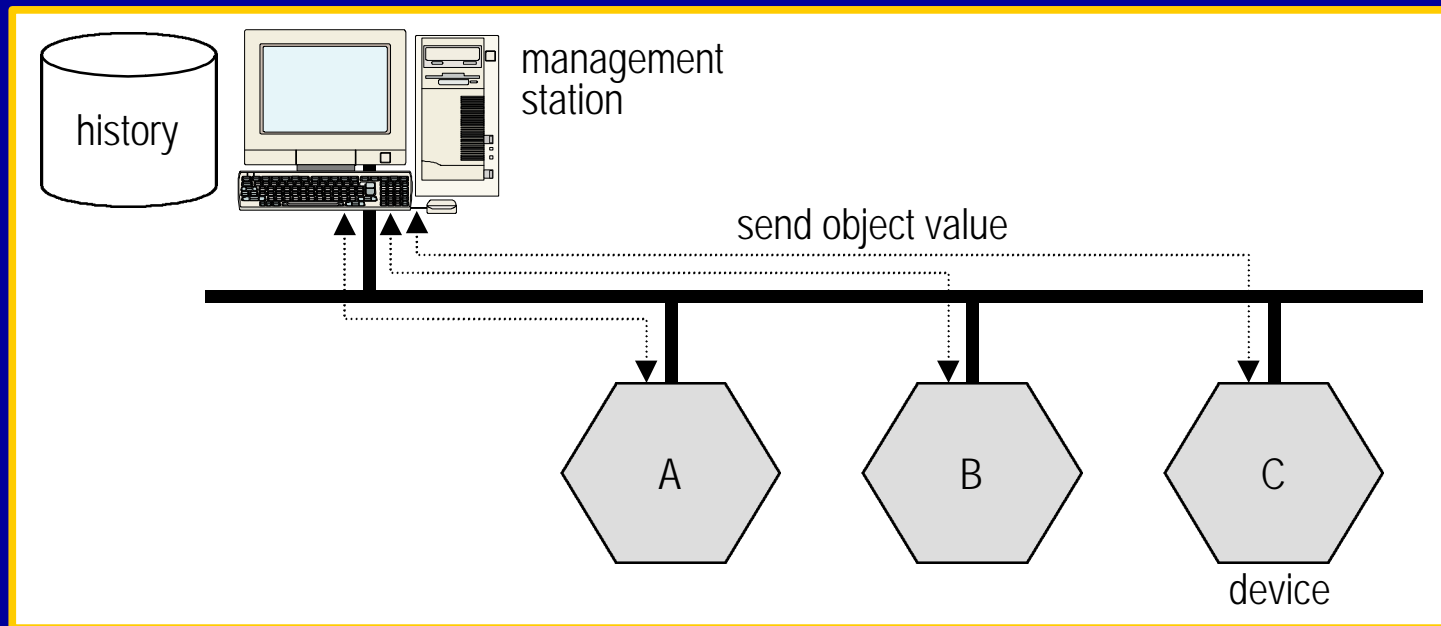 history
management
station
send object value
A
B
C
device